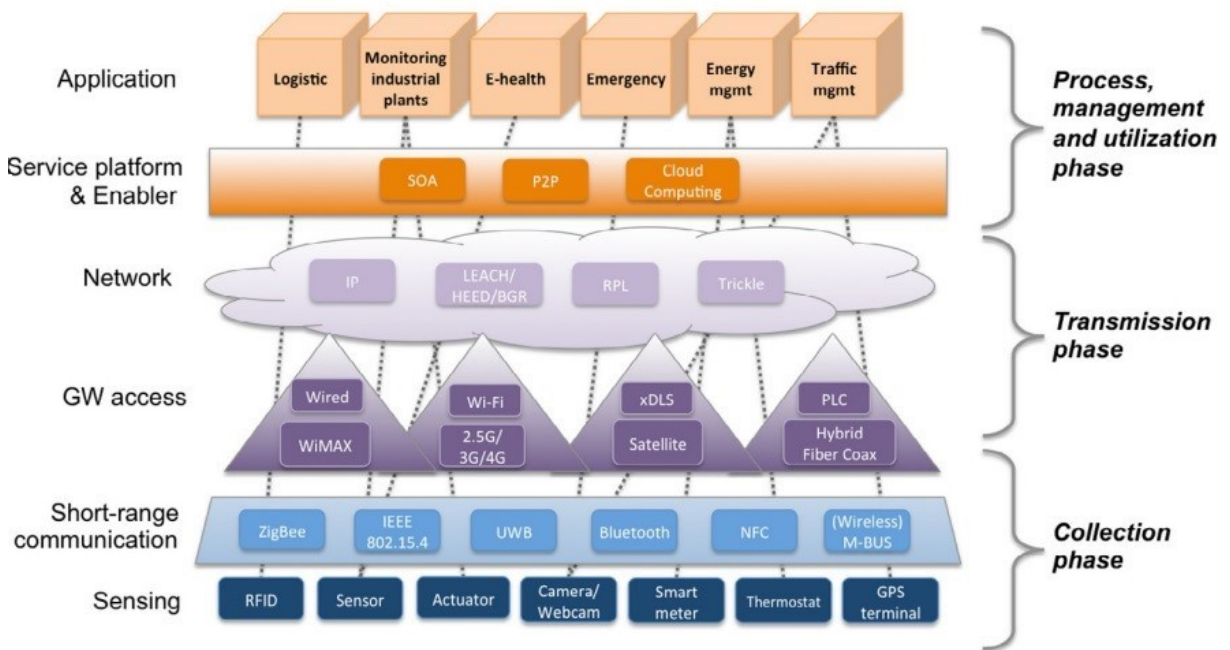 Application
Logistic
Monitoring
industrial
plants
E-health
Emergency
Energy
mgmt
Traffic
mgmt
Process,
management
and utilization
phase
Service platform
& Enabler
SOA
P2P
Cloud
Computing
Network
IP
LEACH/
HEED/BGR
RPL
Trickle
Transmission
phase
GW access
Wired
WiMAX
Wi-Fi
2.5G/
3G/4G
xDLS
Satellite
PLC
Hybrid
Fiber Coax
Short-range
communication
ZigBee
IEEE
802.15.4
UWB
Bluetooth
NFC
(Wireless)
M-BUS
Collection
phase
Sensing
RFID
Sensor
Actuator
Camera/
Webcam
Smart
meter
Thermostat
GPS
terminal